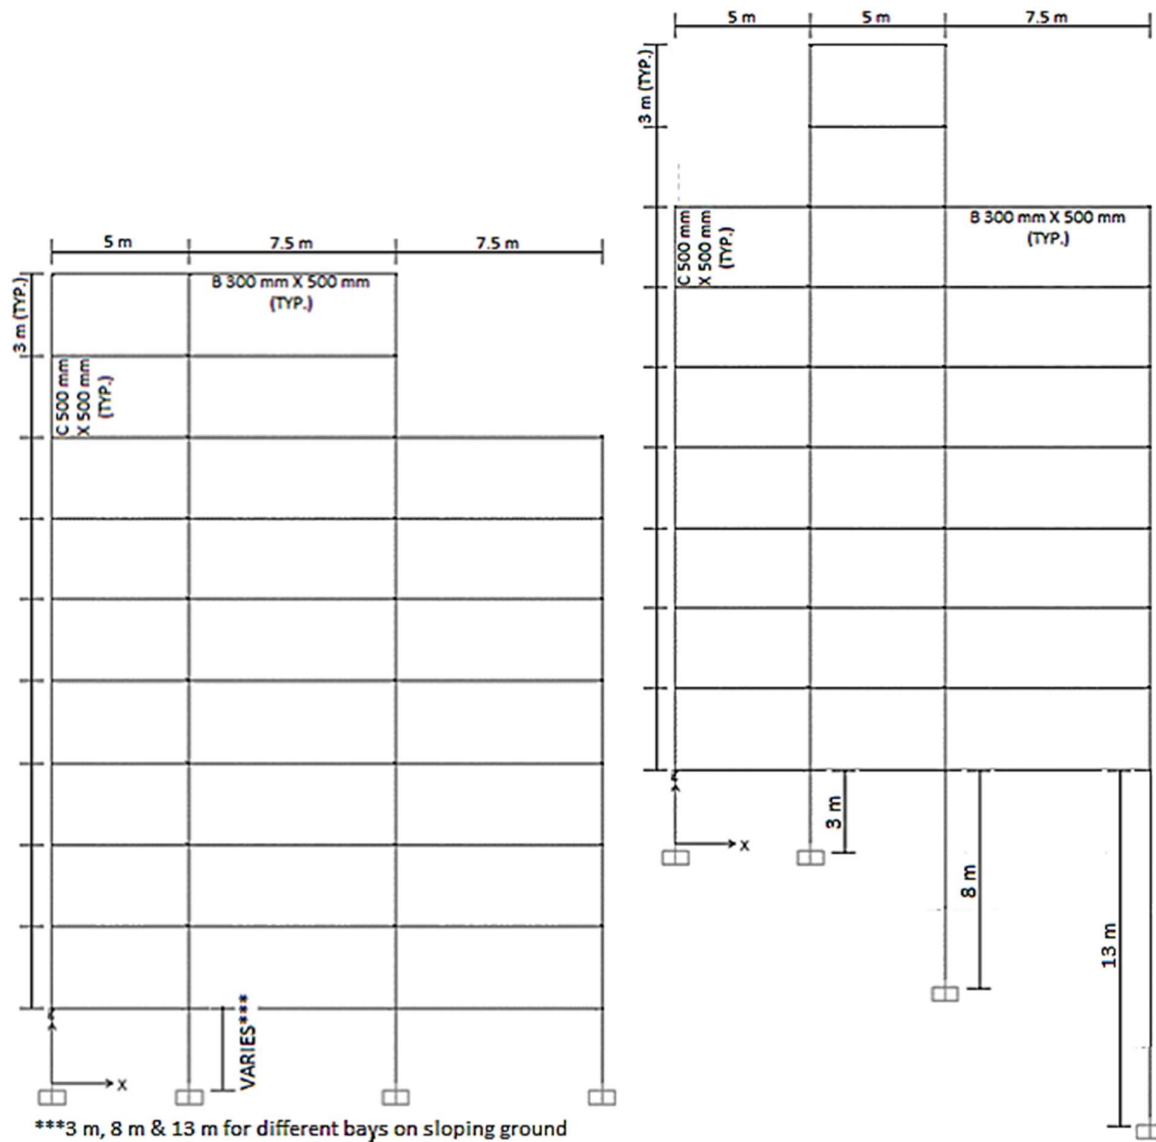 5 m
7.5 m
7.5 m
3 m (TYP.)
B 300 mm X 500 mm
(TYP.)
C 500 mm
X 500 mm
(TYP.)
VARIES***
X
***3 m, 8 m & 13 m for different bays on sloping ground
5 m
5 m
7.5 m
3 m (TYP.)
C 500 mm
X 500 mm
(TYP.)
B 300 mm X 500 mm
(TYP.)
3 m
X
8 m
13 m